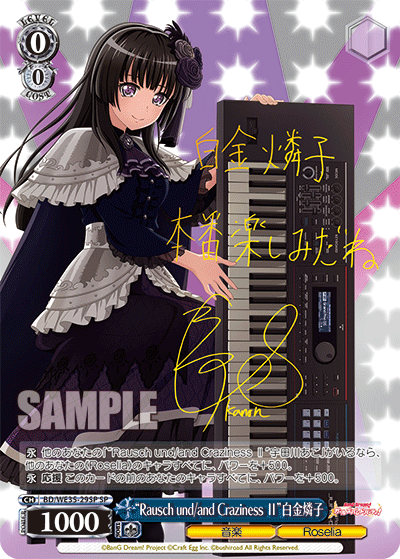 LEVEL
0
0
COST
白金 燐子
本番楽しみだね
Kanon
SAMPLE
永 他のあなたの「“Rausch und/and Craziness Ⅱ”宇田川あこ」がいるなら、
他のあなたの《Roselia》のキャラすべてに、パワーを+500。
永 応援 このカードの前のあなたのキャラすべてに、パワーを+500。
CH BD/WE35-29SP SP
1000
“Rausch und/and Craziness Ⅱ”白金燐子
音楽
Roselia
©BanG Dream! Project ©Craft Egg Inc. ©bushiroad All Rights Reserved.